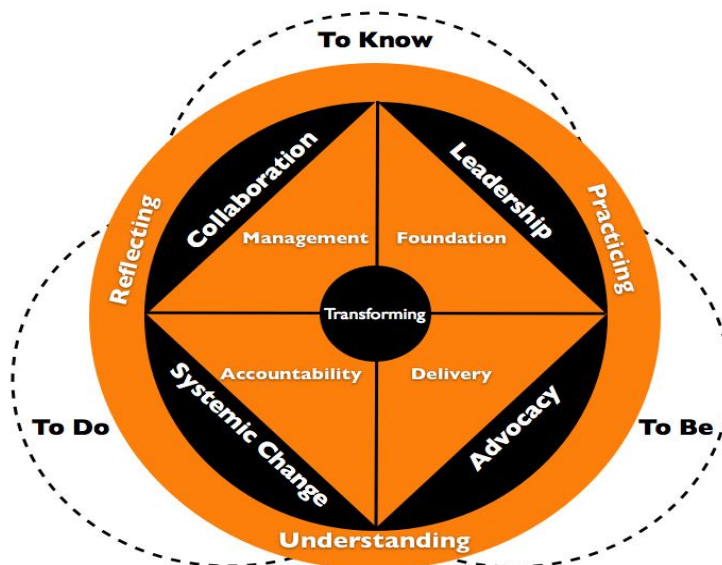 To Know
Collaboration
Leadership
Reflecting
Practicing
Management
Foundation
Transforming
Accountability
Delivery
To Do
To Be
Systemic Change
Advocacy
Understanding